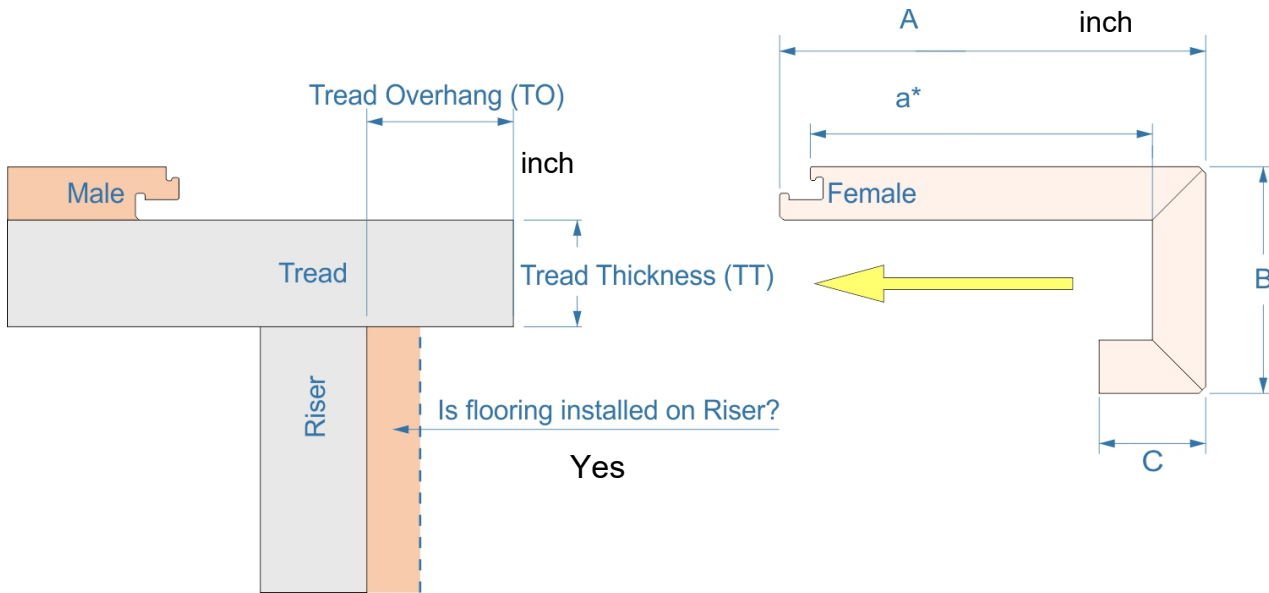 A
inch
Tread Overhang (TO)
a*
inch
Male
Female
Tread
Tread Thickness (TT)
B
Riser
Is flooring installed on Riser?
Yes
C